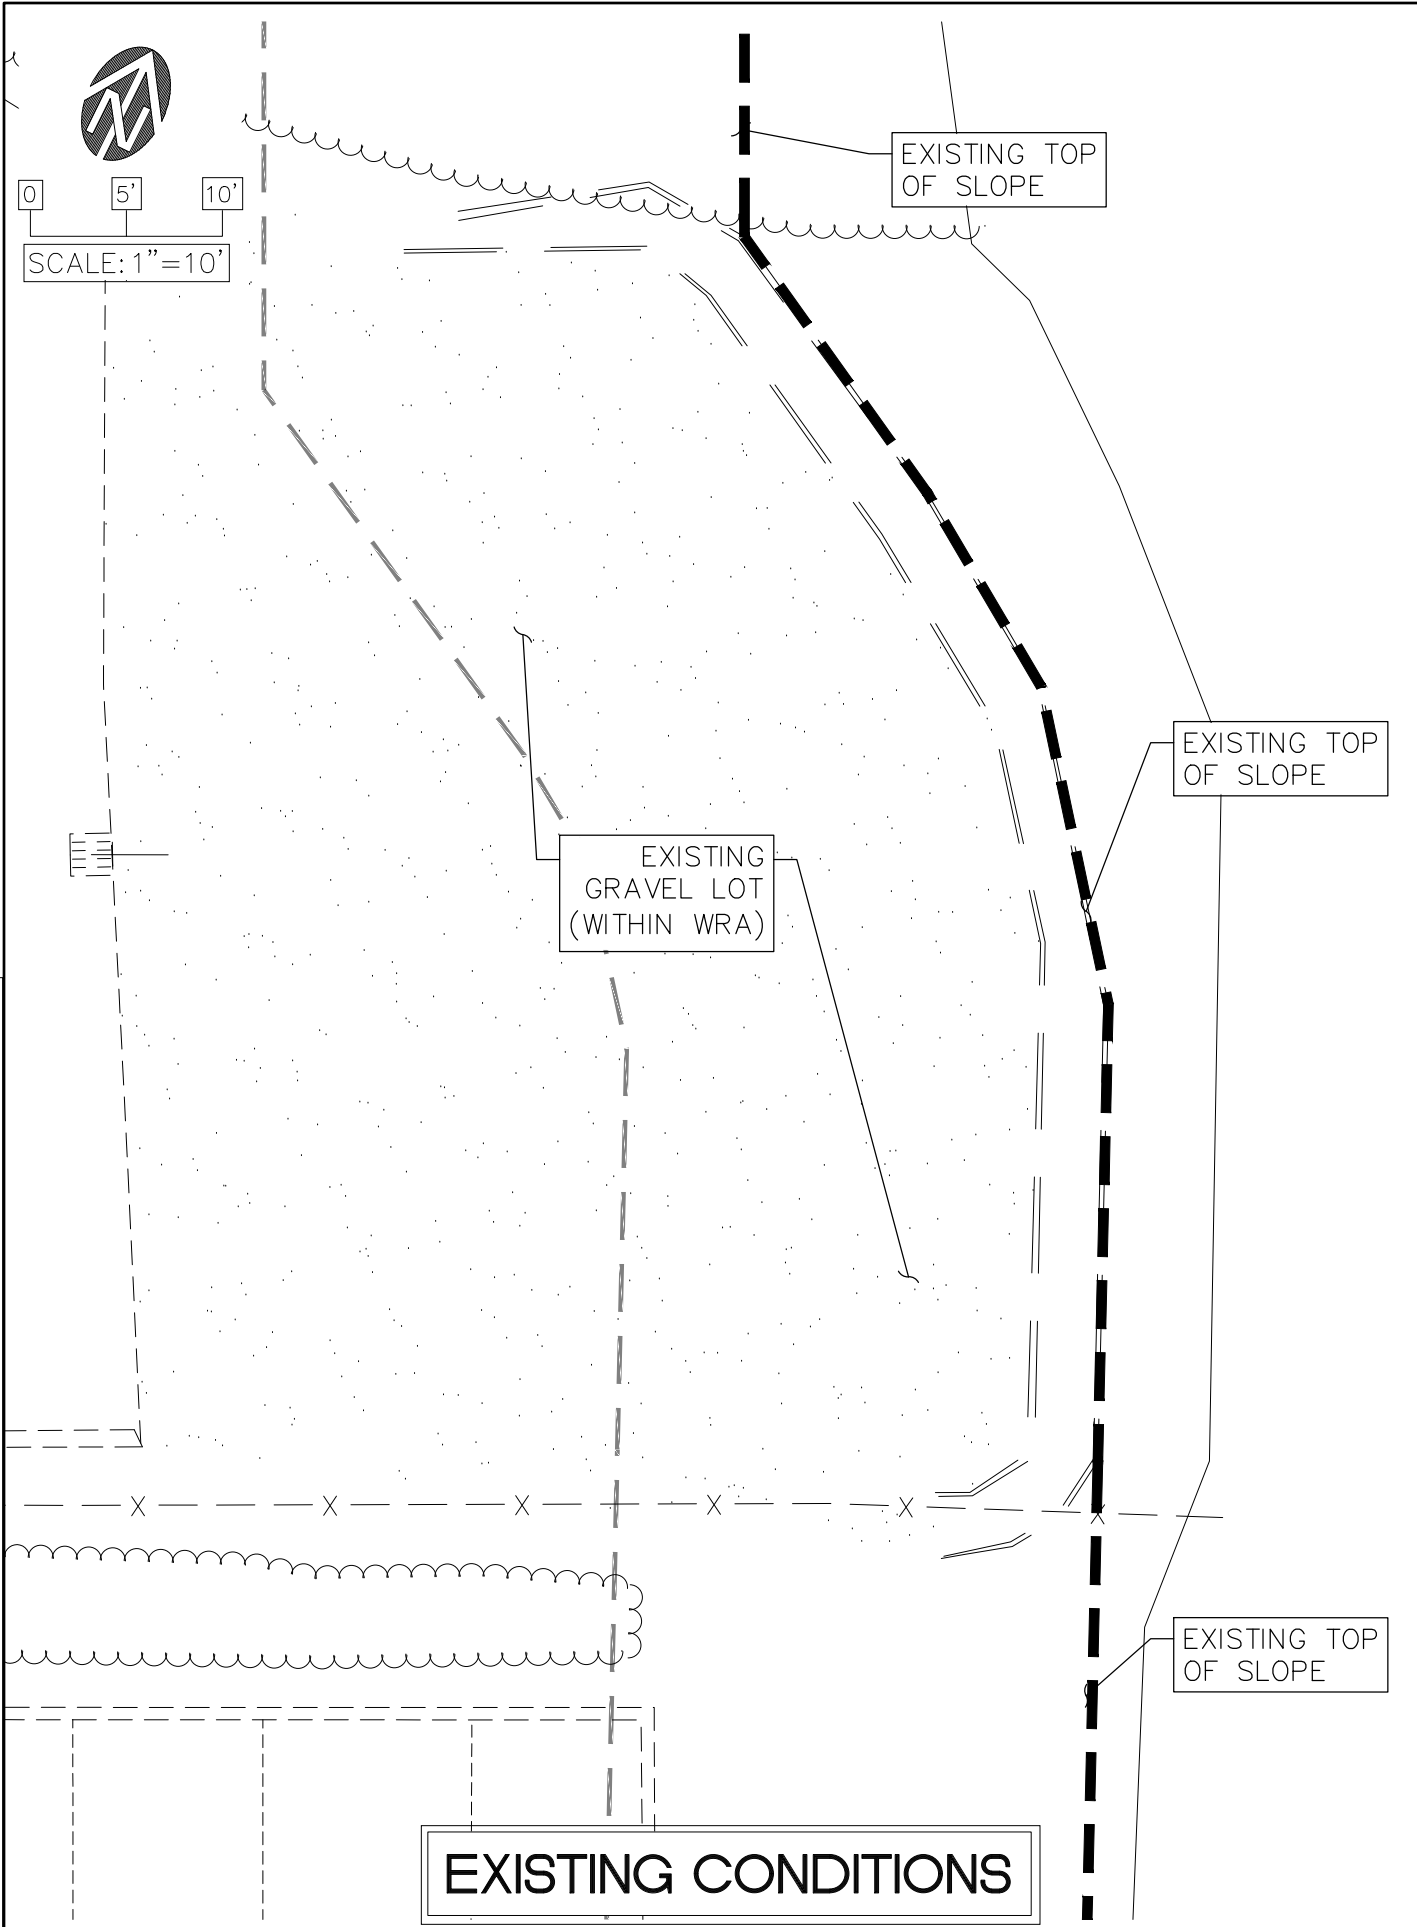 N
EXISTING TOP
OF SLOPE
0 5' 10'
SCALE: 1"=10'
EXISTING TOP
OF SLOPE
EXISTING
GRAVEL LOT
(WITHIN WRA)
X X X X X X
EXISTING TOP
OF SLOPE
EXISTING CONDITIONS